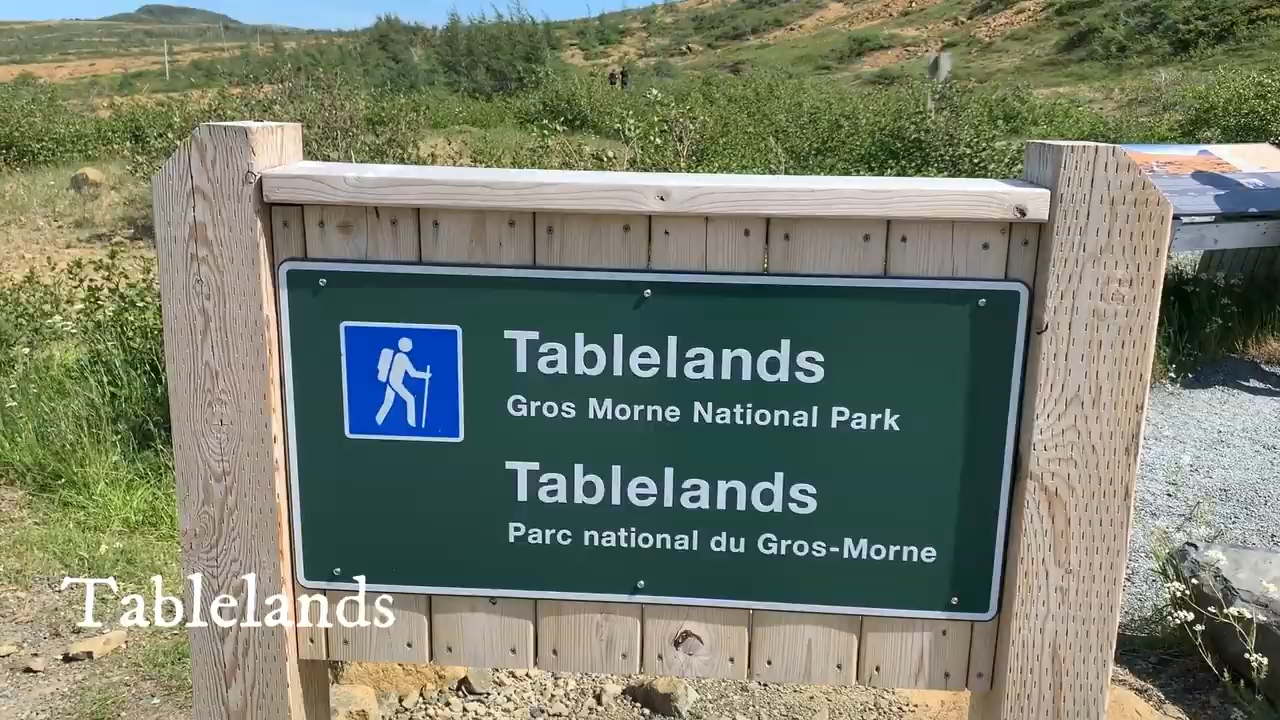 Tablelands
Gros Morne National Park
Tablelands
Parc national du Gros-Morne
Tablelands